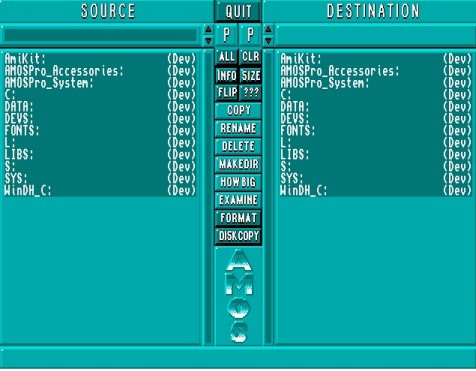 SOURCE
QUIT
DESTINATION
P P
AmiKit: (Dev)
AMOSPro_Accessories: (Dev)
AMOSPro_System: (Dev)
C: (Dev)
DATA: (Dev)
DEVS: (Dev)
FONTS: (Dev)
L: (Dev)
LIBS: (Dev)
S: (Dev)
SYS: (Dev)
WinDH_C: (Dev)
ALL CLR
INFO SIZE
FLIP ???
COPY
RENAME
DELETE
MAKEDIR
HOW BIG
EXAMINE
FORMAT
DISKCOPY
AMOS
AmiKit: (Dev)
AMOSPro_Accessories: (Dev)
AMOSPro_System: (Dev)
C: (Dev)
DATA: (Dev)
DEVS: (Dev)
FONTS: (Dev)
L: (Dev)
LIBS: (Dev)
S: (Dev)
SYS: (Dev)
WinDH_C: (Dev)